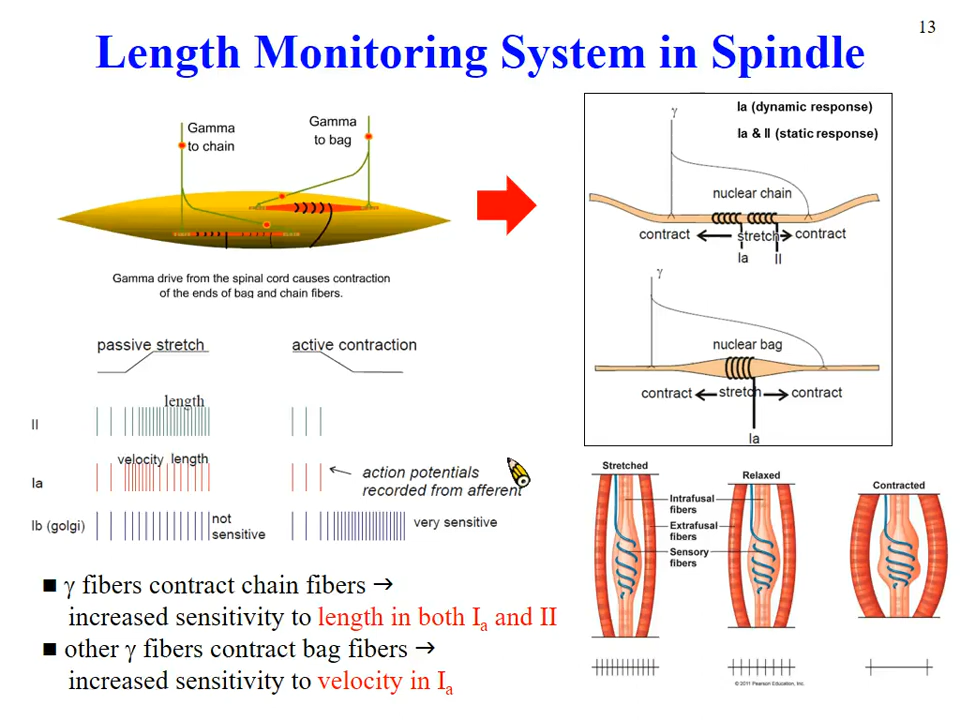 13
Length Monitoring System in Spindle
Gamma
to chain
Gamma
to bag
Gamma drive from the spinal cord causes contraction
of the ends of bag and chain fibers.
Ia (dynamic response)
Ia & II (static response)
γ
nuclear chain
contract stretch contract
Ia II
γ
nuclear bag
contract stretch contract
Ia
passive stretch
active contraction
length
II
velocity length
Ia
action potentials
recorded from afferent
Ib (golgi)
not
sensitive
very sensitive
■ γ fibers contract chain fibers →
increased sensitivity to length in both Ia and II
■ other γ fibers contract bag fibers →
increased sensitivity to velocity in Ia
Stretched
Relaxed
Contracted
Intrafusal
fibers
Extrafusal
fibers
Sensory
fibers
© 2011 Pearson Education, Inc.